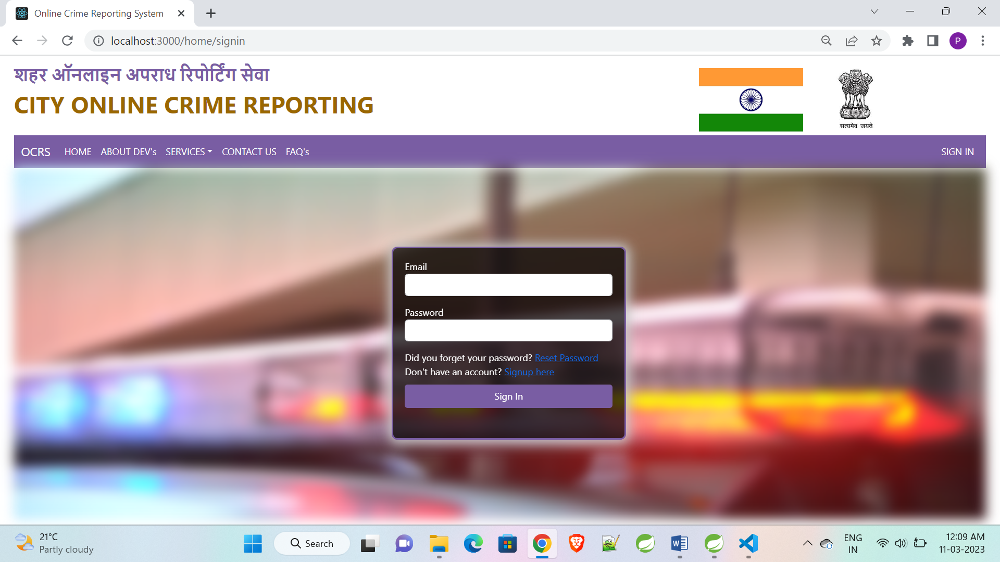 Online Crime Reporting System
localhost:3000/home/signin
P
शहर ऑनलाइन अपराध रिपोर्टिंग सेवा
CITY ONLINE CRIME REPORTING
सत्यमेव जयते
OCRS HOME ABOUT DEV's SERVICES CONTACT US FAQ's SIGN IN
Email
Password
Did you forget your password? Reset Password
Don't have an account? Signup here
Sign In
21°C
Partly cloudy
Search
ENG
IN
12:09 AM
11-03-2023